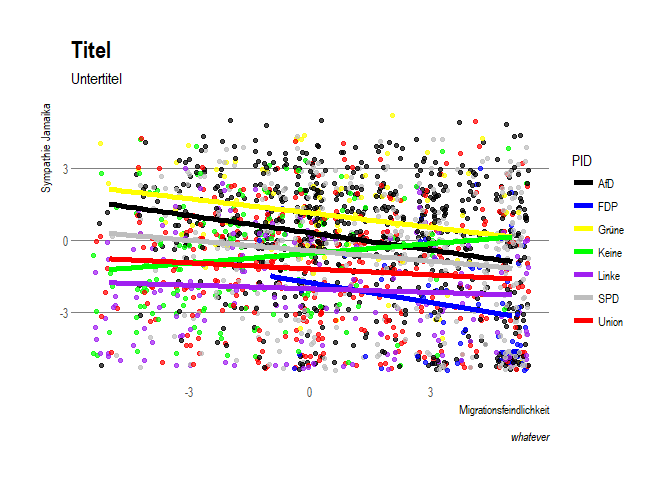 Titel
Untertitel
Sympathie Jamaika
3
0
-3
-3
0
3
Migrationsfeindlichkeit
whatever
PID
AfD
FDP
Grüne
Keine
Linke
SPD
Union